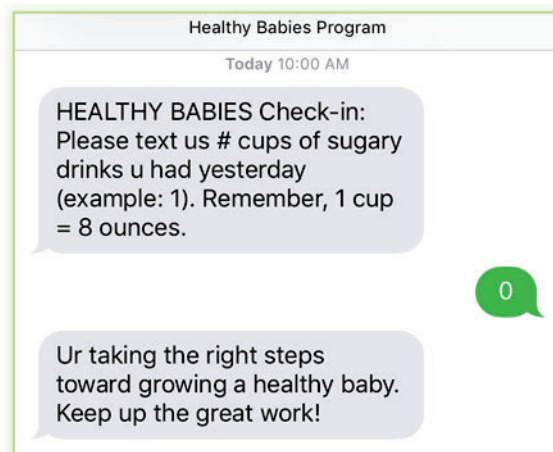 Healthy Babies Program
Today 10:00 AM
HEALTHY BABIES Check-in:
Please text us # cups of sugary
drinks u had yesterday
(example: 1). Remember, 1 cup
= 8 ounces.
0
Ur taking the right steps
toward growing a healthy baby.
Keep up the great work!